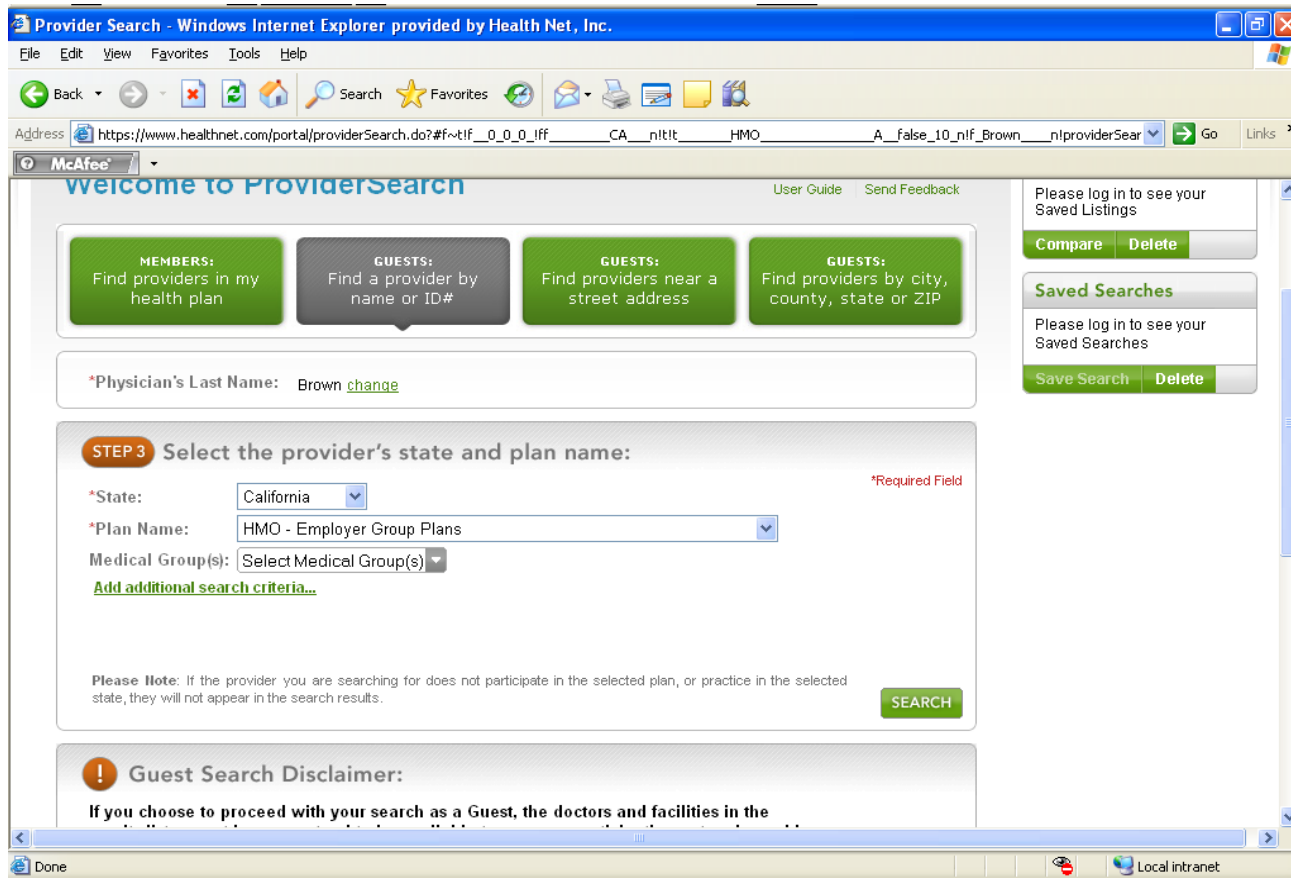 Provider Search - Windows Internet Explorer provided by Health Net, Inc.
File Edit View Favorites Tools Help
Back Search Favorites
Address https://www.healthnet.com/portal/providerSearch.do?#f~t!f__0_0_0_!ff______CA___n!t!t______HMO____________A__false_10_n!f_Brown____n!providerSear Go Links
McAfee
Welcome to ProviderSearch
User Guide Send Feedback
MEMBERS:
Find providers in my
health plan
GUESTS:
Find a provider by
name or ID#
GUESTS:
Find providers near a
street address
GUESTS:
Find providers by city,
county, state or ZIP
*Physician's Last Name: Brown change
STEP 3 Select the provider's state and plan name:
*Required Field
*State: California
*Plan Name: HMO - Employer Group Plans
Medical Group(s): Select Medical Group(s)
Add additional search criteria...
Please Note: If the provider you are searching for does not participate in the selected plan, or practice in the selected
state, they will not appear in the search results.
SEARCH
! Guest Search Disclaimer:
If you choose to proceed with your search as a Guest, the doctors and facilities in the
Please log in to see your
Saved Listings
Compare Delete
Saved Searches
Please log in to see your
Saved Searches
Save Search Delete
Done
Local intranet